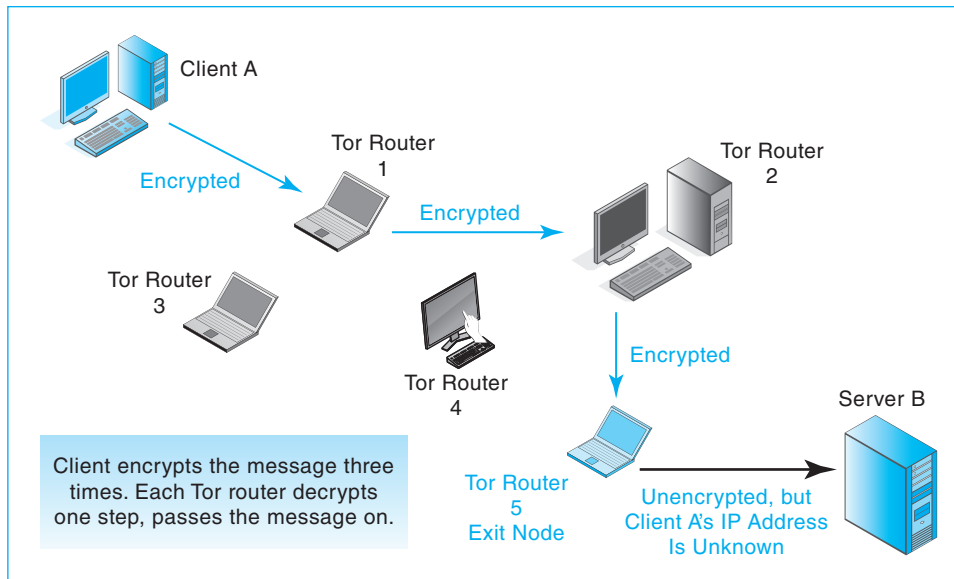 Client A
Tor Router
1
Encrypted
Encrypted
Tor Router
2
Tor Router
3
Tor Router
4
Encrypted
Server B
Tor Router
5
Exit Node
Unencrypted, but
Client A's IP Address
Is Unknown
Client encrypts the message three
times. Each Tor router decrypts
one step, passes the message on.